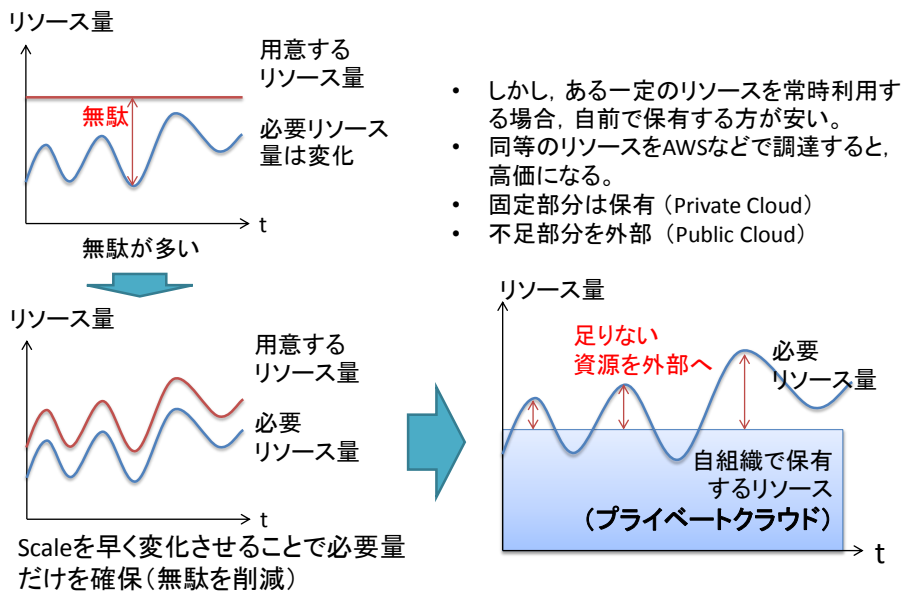 リソース量
用意する
リソース量
無駄
必要リソース
量は変化
t
無駄が多い
リソース量
用意する
リソース量
必要
リソース量
t
Scaleを早く変化させることで必要量
だけを確保(無駄を削減)
• しかし, ある一定のリソースを常時利用す
る場合, 自前で保有する方が安い。
• 同等のリソースをAWSなどで調達すると,
高価になる。
• 固定部分は保有 (Private Cloud)
• 不足部分を外部 (Public Cloud)
リソース量
足りない
資源を外部へ
必要
リソース量
自組織で保有
するリソース
(プライベートクラウド)
t